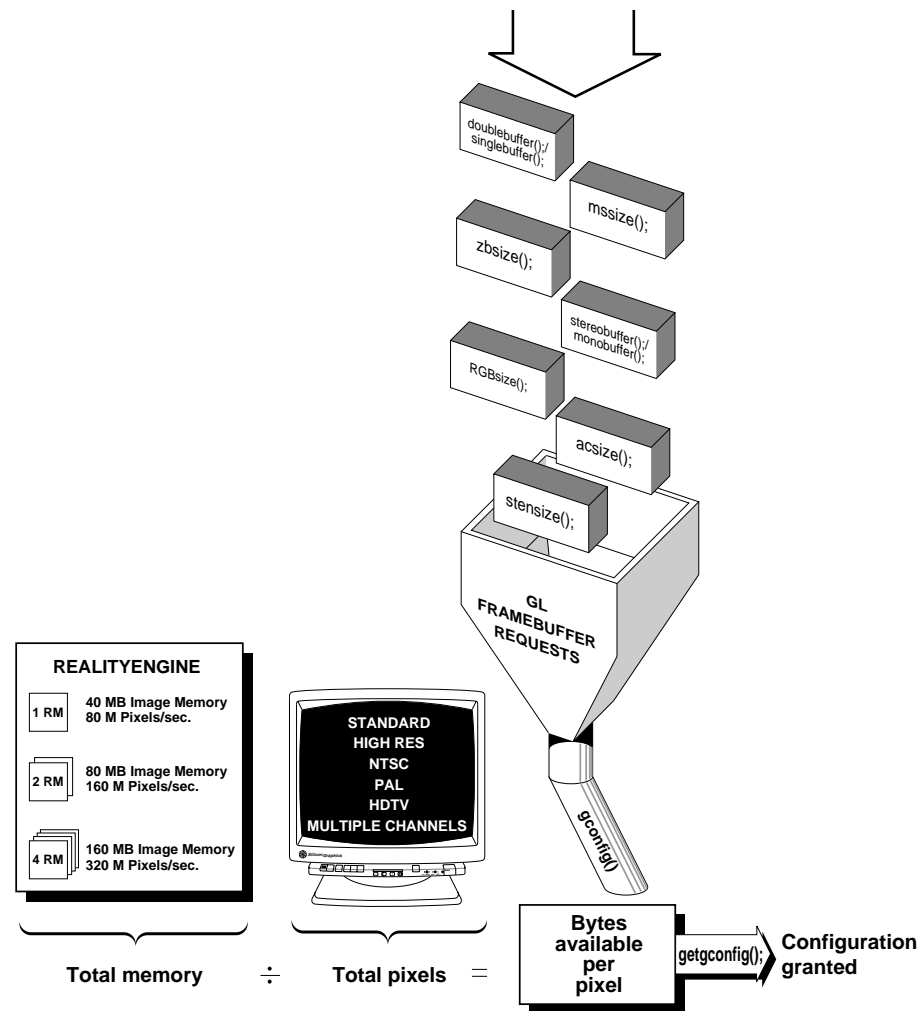 doublebuffer();/
singlebuffer();
mssize();
zbsize();
stereobuffer();/
monobuffer();
RGBsize();
acsize();
stensize();
GL
FRAMEBUFFER
REQUESTS
gconfig()
REALITYENGINE
1 RM
40 MB Image Memory
80 M Pixels/sec.
2 RM
80 MB Image Memory
160 M Pixels/sec.
4 RM
160 MB Image Memory
320 M Pixels/sec.
STANDARD
HIGH RES
NTSC
PAL
HDTV
MULTIPLE CHANNELS
SiliconGraphics
Total memory ÷ Total pixels =
Bytes
available
per
pixel
getgconfig();
Configuration
granted